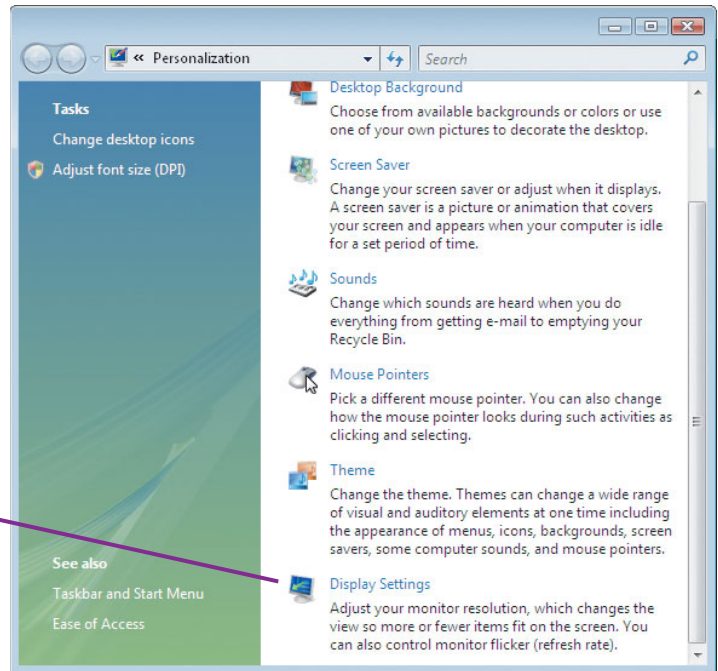 « Personalization
Search
Tasks
Change desktop icons
Adjust font size (DPI)
See also
Taskbar and Start Menu
Ease of Access
Desktop Background
Choose from available backgrounds or colors or use
one of your own pictures to decorate the desktop.
Screen Saver
Change your screen saver or adjust when it displays.
A screen saver is a picture or animation that covers
your screen and appears when your computer is idle
for a set period of time.
Sounds
Change which sounds are heard when you do
everything from getting e-mail to emptying your
Recycle Bin.
Mouse Pointers
Pick a different mouse pointer. You can also change
how the mouse pointer looks during such activities as
clicking and selecting.
Theme
Change the theme. Themes can change a wide range
of visual and auditory elements at one time including
the appearance of menus, icons, backgrounds, screen
savers, some computer sounds, and mouse pointers.
Display Settings
Adjust your monitor resolution, which changes the
view so more or fewer items fit on the screen. You
can also control monitor flicker (refresh rate).